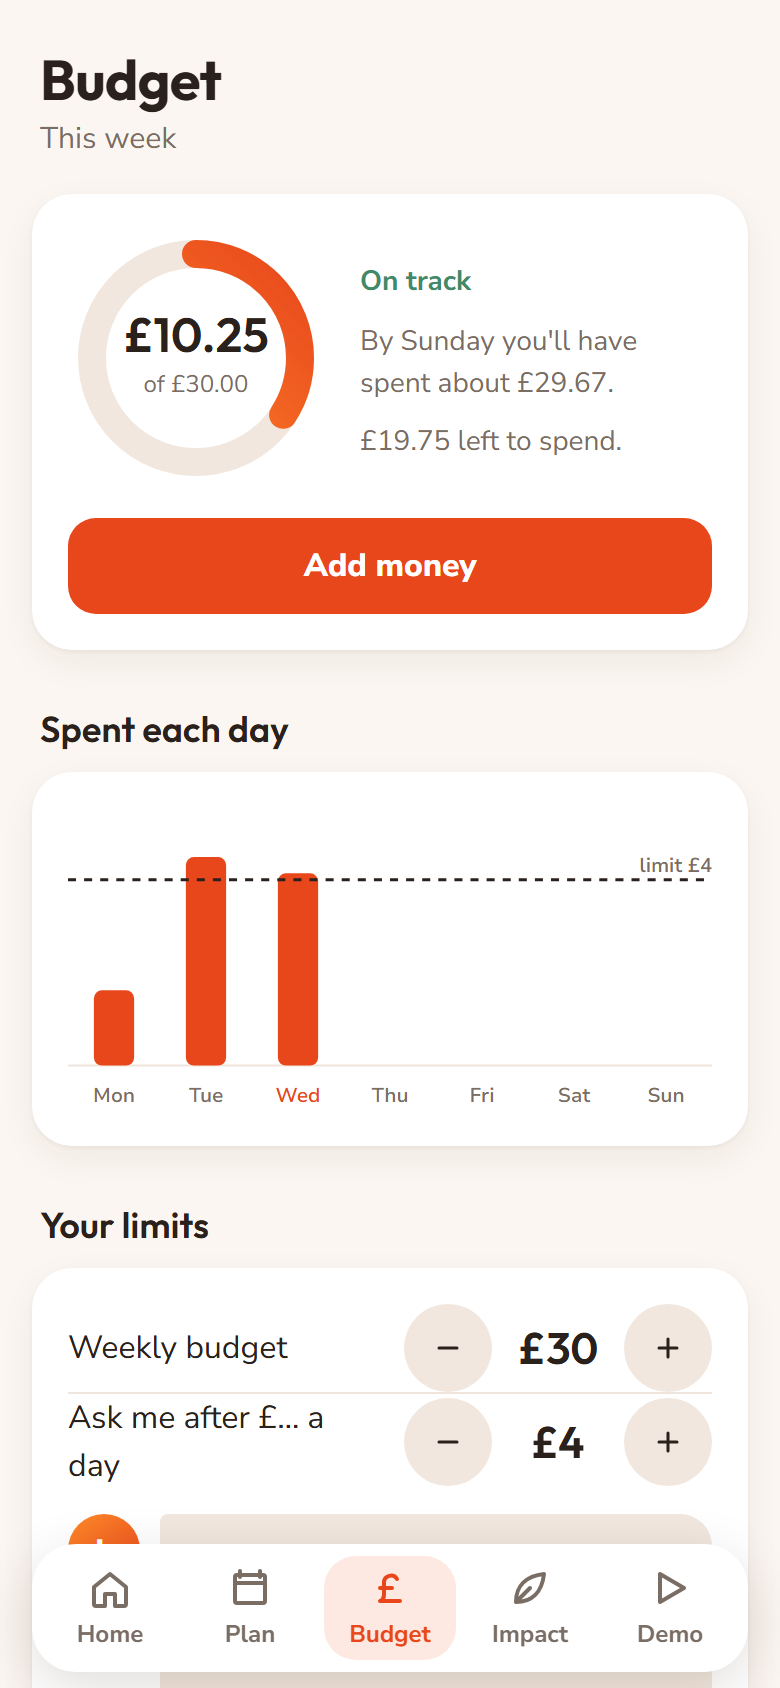 Budget
This week
£10.25
of £30.00
On track
By Sunday you'll have
spent about £29.67.
£19.75 left to spend.
Add money
Spent each day
limit £4
Mon Tue Wed Thu Fri Sat Sun
Your limits
Weekly budget − £30 +
Ask me after £... a
day
− £4 +
Home Plan £ Budget Impact Demo